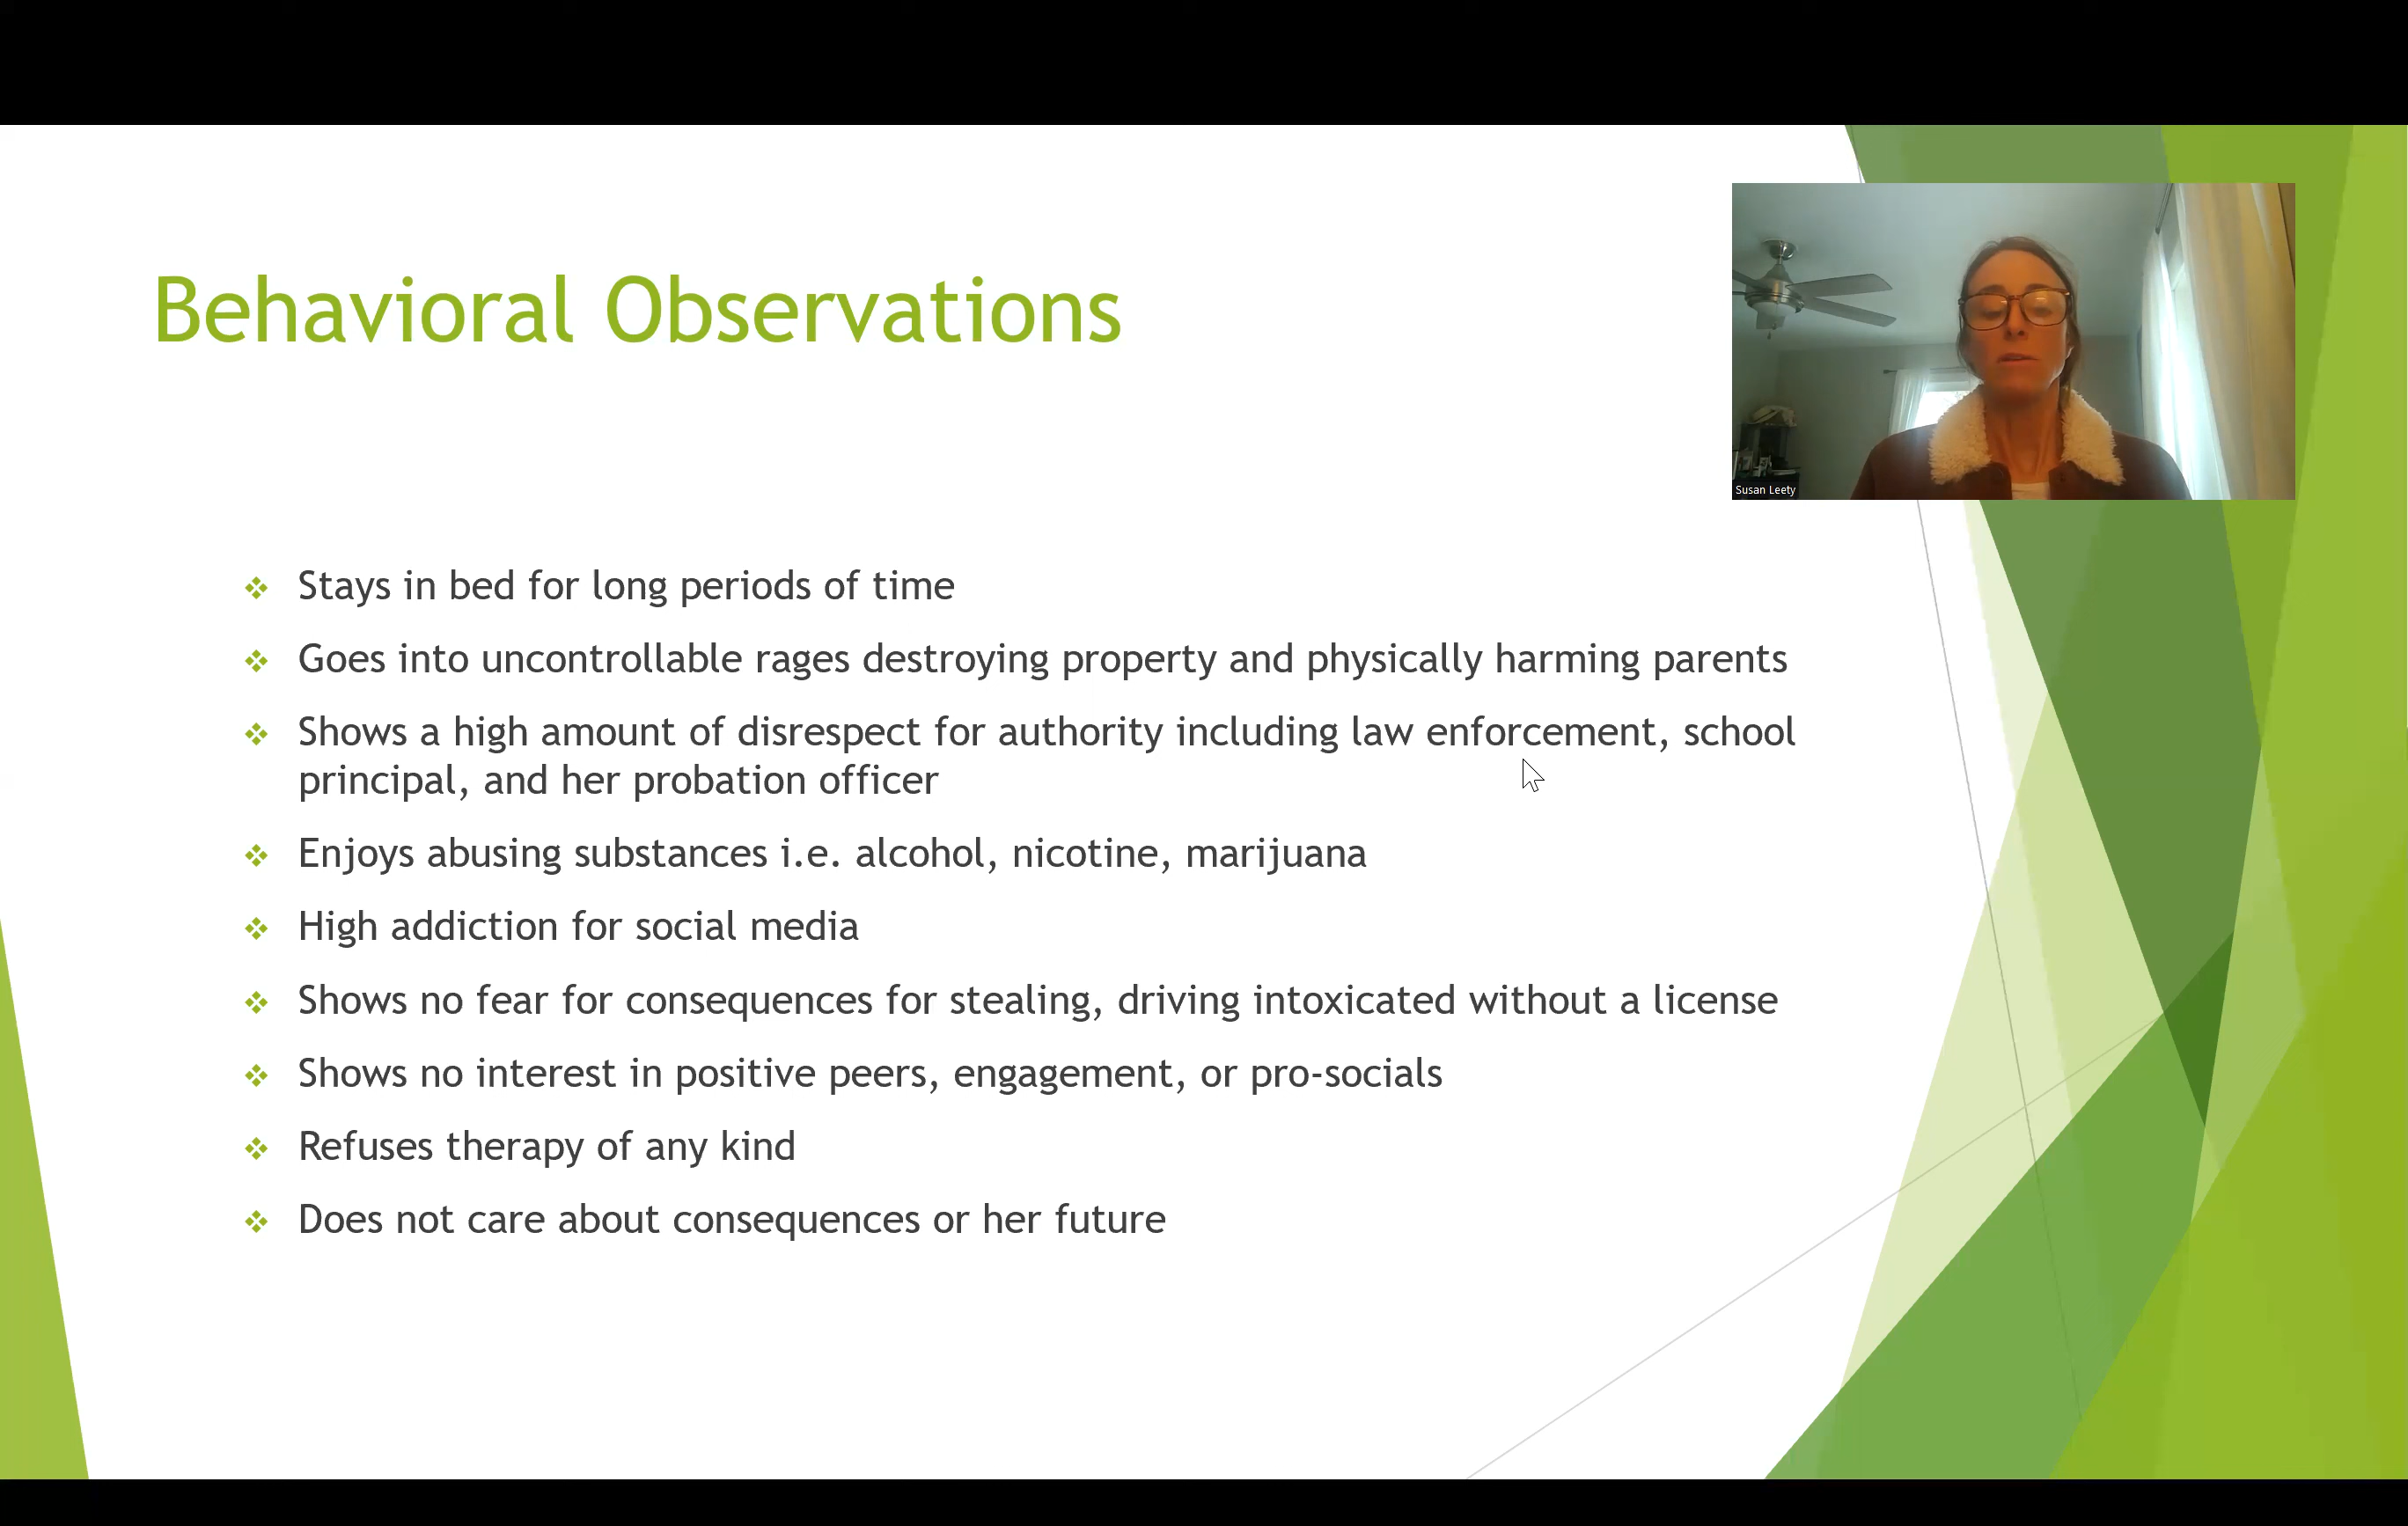 Behavioral Observations
Susan Leety
Stays in bed for long periods of time
Goes into uncontrollable rages destroying property and physically harming parents
Shows a high amount of disrespect for authority including law enforcement, school
principal, and her probation officer
Enjoys abusing substances i.e. alcohol, nicotine, marijuana
High addiction for social media
Shows no fear for consequences for stealing, driving intoxicated without a license
Shows no interest in positive peers, engagement, or pro-socials
Refuses therapy of any kind
Does not care about consequences or her future